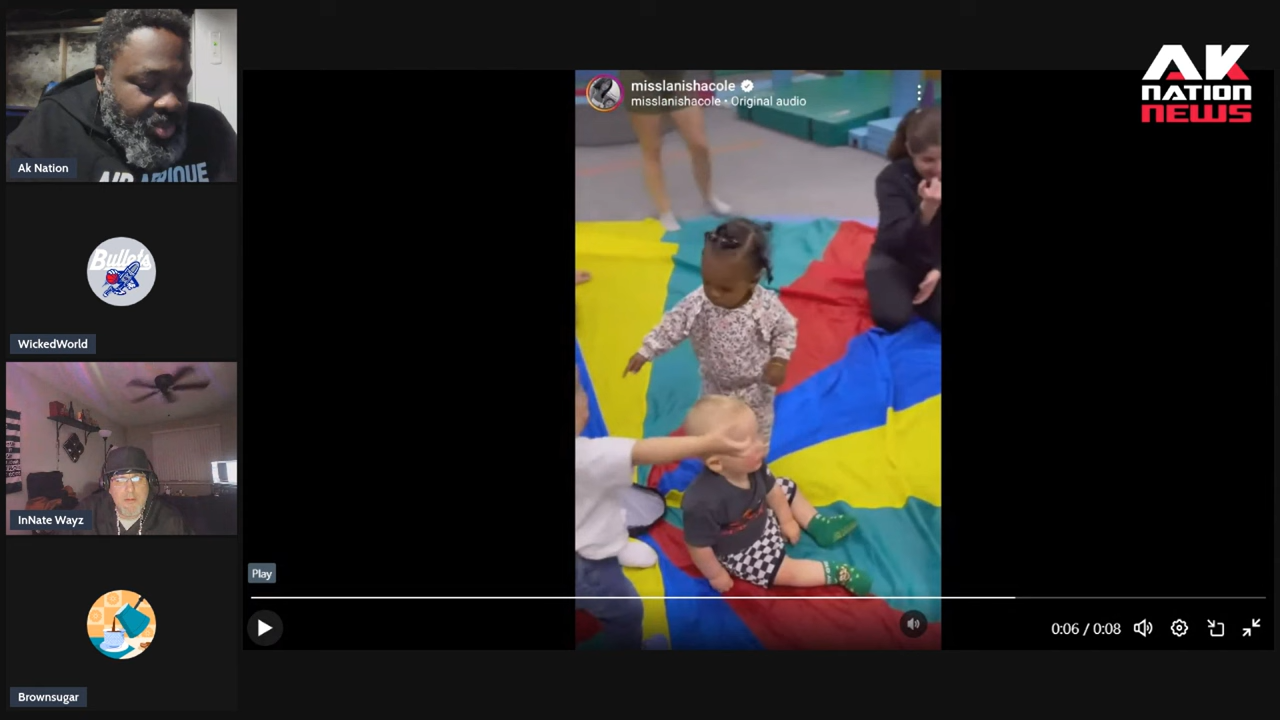 Ak Nation
Bullets
WickedWorld
InNate Wayz
Brownsugar
misslanishacole
misslanishacole • Original audio
Play
0:06 / 0:08
AK
NATION
NEWS